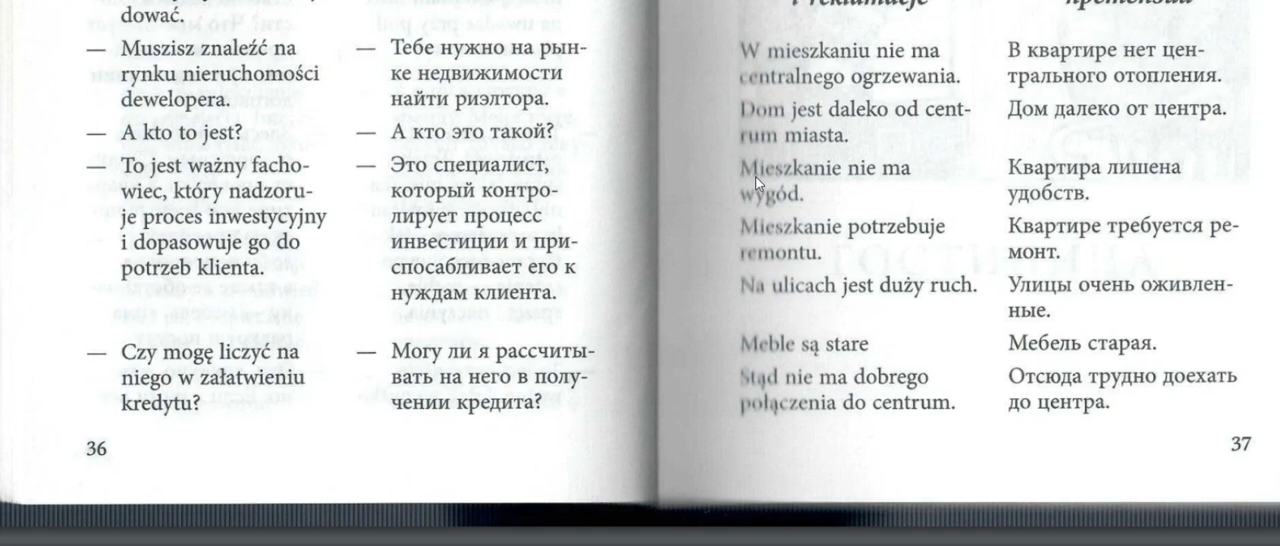 dować.
— Muszisz znaleźć na
rynku nieruchomości
dewelopera.
— A kto to jest?
— To jest ważny facho-
wiec, który nadzoru-
je proces inwestycyjny
i dopasowuje go do
potrzeb klienta.
— Czy mogę liczyć na
niego w załatwieniu
kredytu?
— Тебе нужно на рын-
ке недвижимости
найти риэлтора.
— А кто это такой?
— Это специалист,
который контро-
лирует процесс
инвестиции и при-
спосабливает его к
нуждам клиента.
— Могу ли я рассчиты-
вать на него в полу-
чении кредита?
36
i reklamacje
W mieszkaniu nie ma
centralnego ogrzewania.
Dom jest daleko od cent-
rum miasta.
Mieszkanie nie ma
wygód.
Mieszkanie potrzebuje
remontu.
Na ulicach jest duży ruch.
Meble są stare
Stąd nie ma dobrego
połączenia do centrum.
претензии
В квартире нет цен-
трального отопления.
Дом далеко от центра.
Квартира лишена
удобств.
Квартире требуется ре-
монт.
Улицы очень оживлен-
ные.
Мебель старая.
Отсюда трудно доехать
до центра.
37